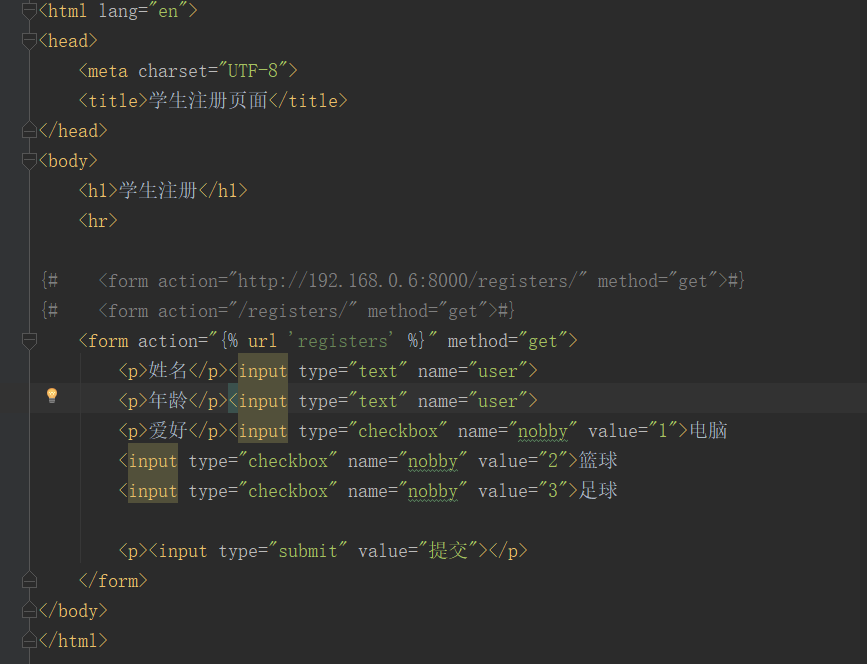 <html lang="en">
<head>
    <meta charset="UTF-8">
    <title>学生注册页面</title>
</head>
<body>
    <h1>学生注册</h1>
    <hr>
{#    <form action="http://192.168.0.6:8000/registers/" method="get">#}
{#    <form action="/registers/" method="get">#}
    <form action="{% url 'registers' %}" method="get">
        <p>姓名</p><input type="text" name="user">
        <p>年龄</p><input type="text" name="user">
        <p>爱好</p><input type="checkbox" name="nobby" value="1">电脑
        <input type="checkbox" name="nobby" value="2">篮球
        <input type="checkbox" name="nobby" value="3">足球
        <p><input type="submit" value="提交"></p>
    </form>
</body>
</html>